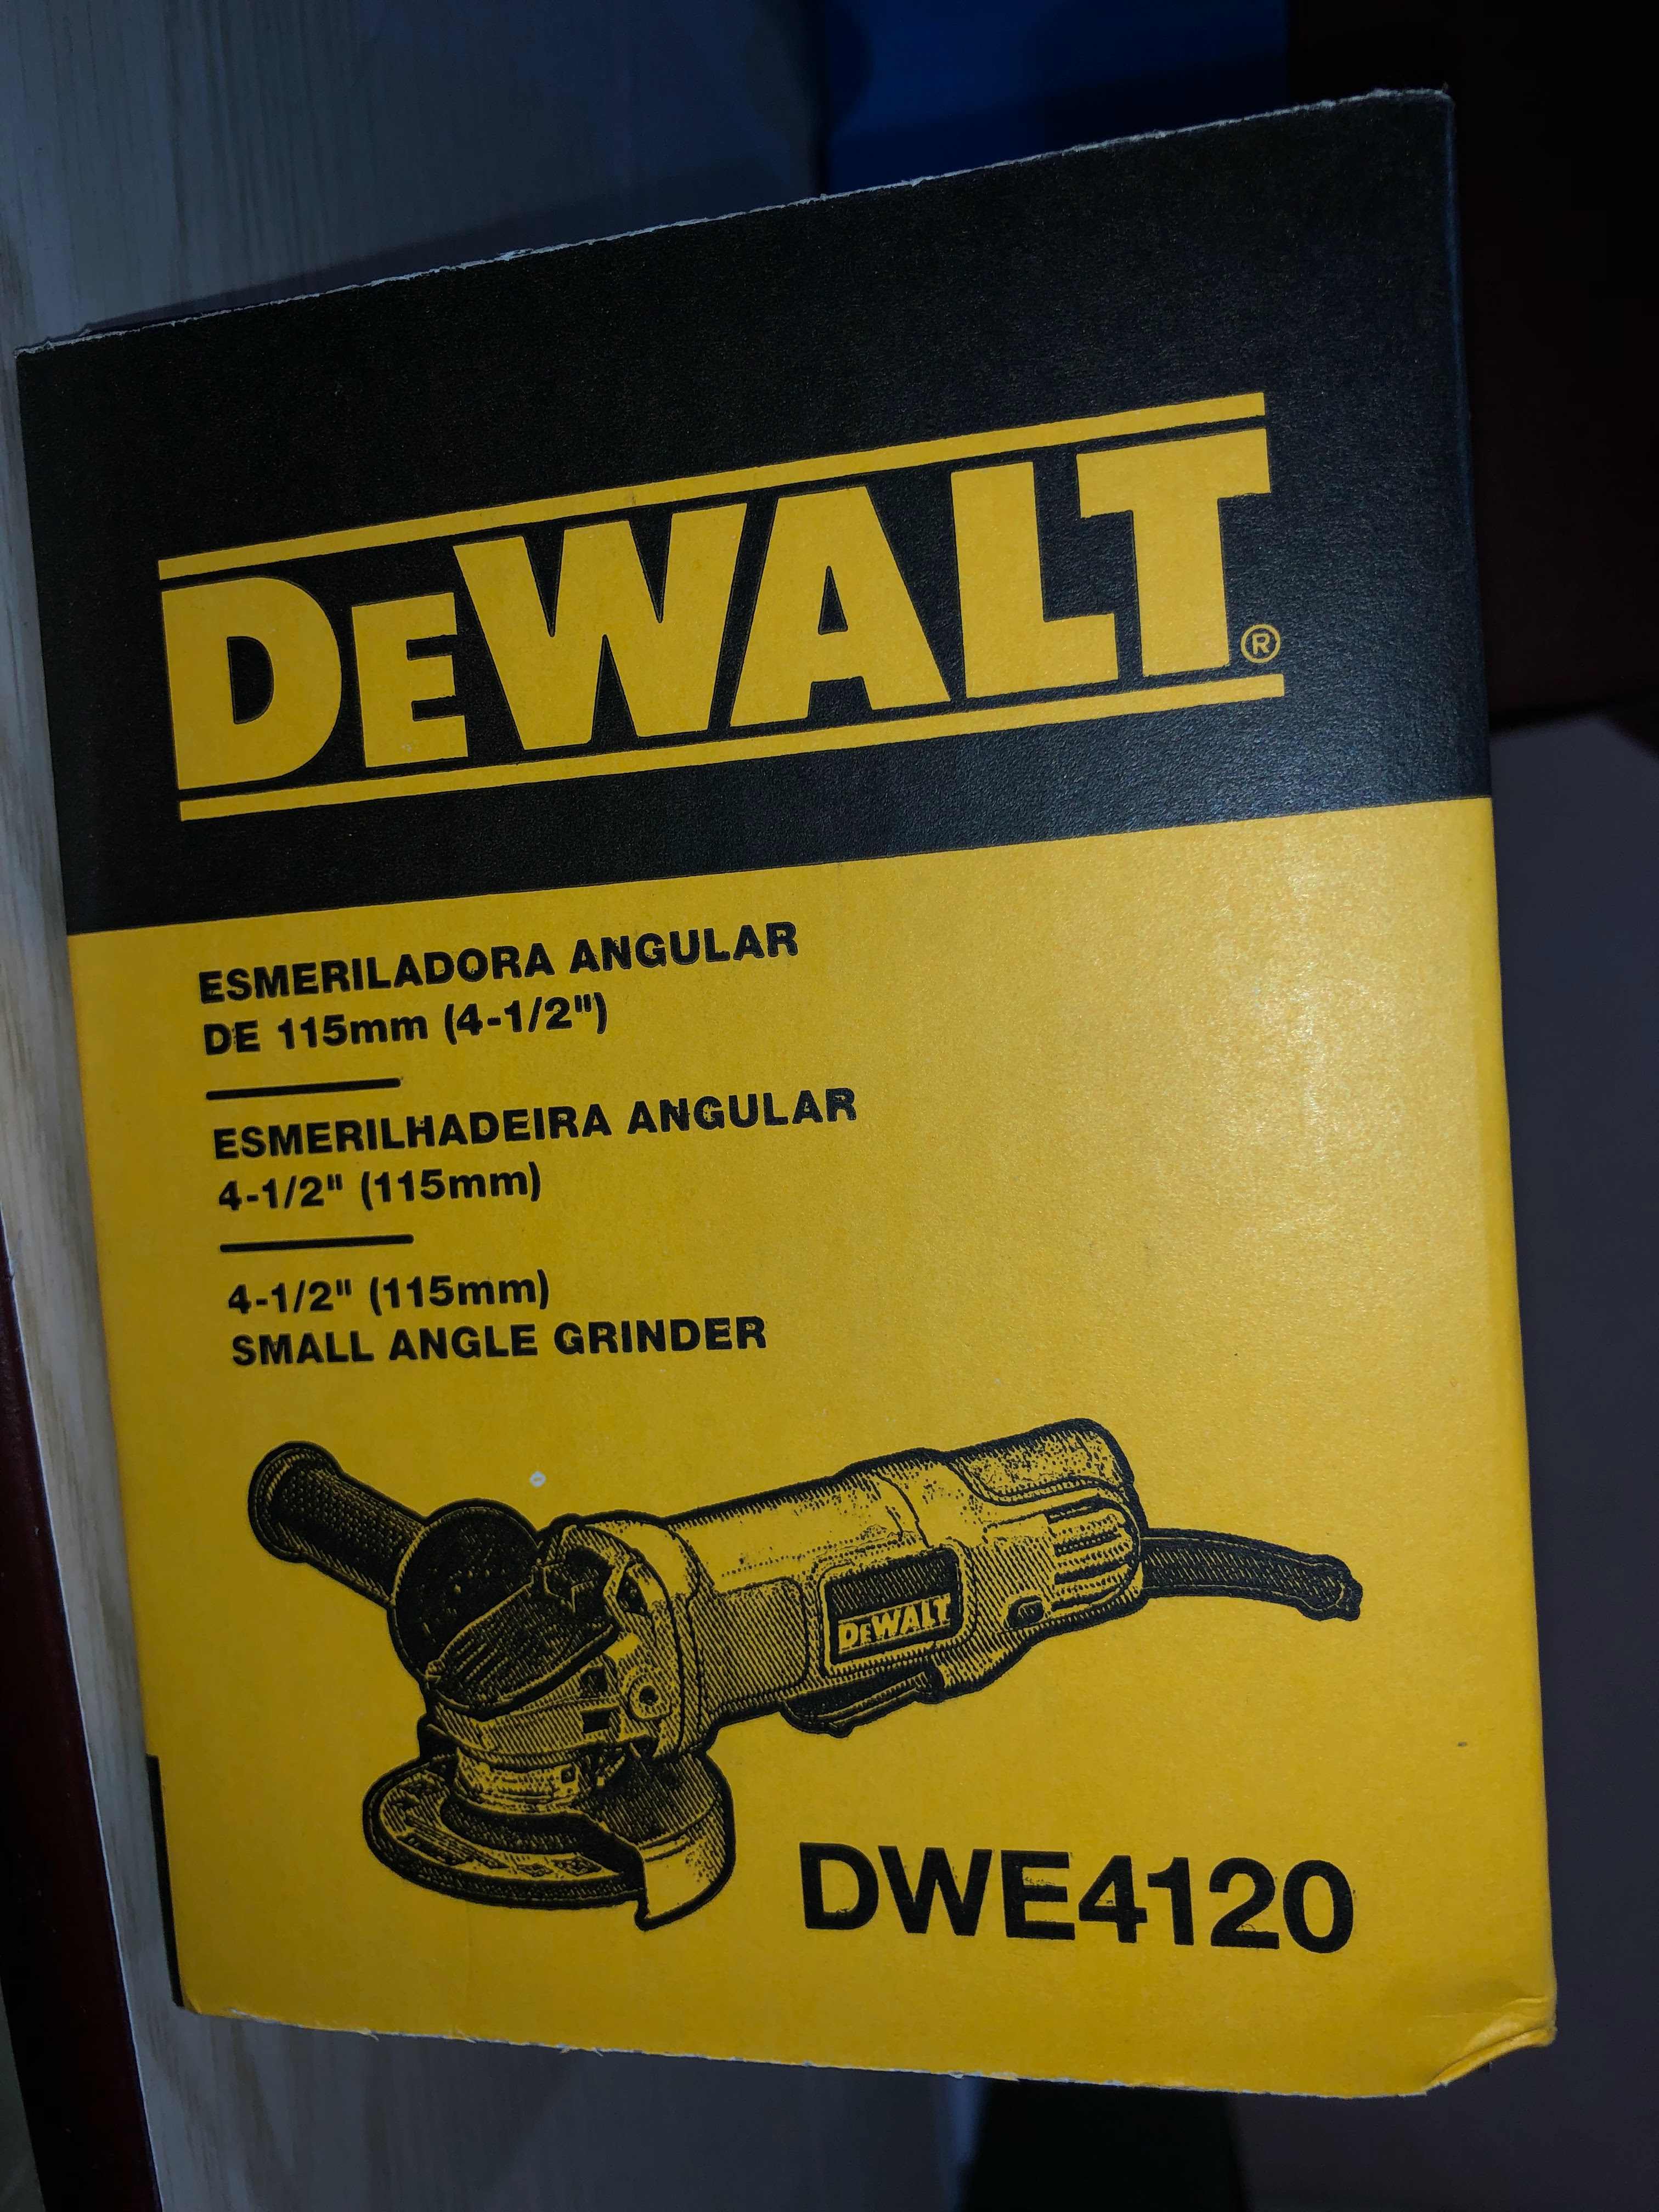 DEWALT®
ESMERILADORA ANGULAR
DE 115mm (4-1/2")
ESMERILHADEIRA ANGULAR
4-1/2" (115mm)
4-1/2" (115mm)
SMALL ANGLE GRINDER
DEWALT
DWE4120